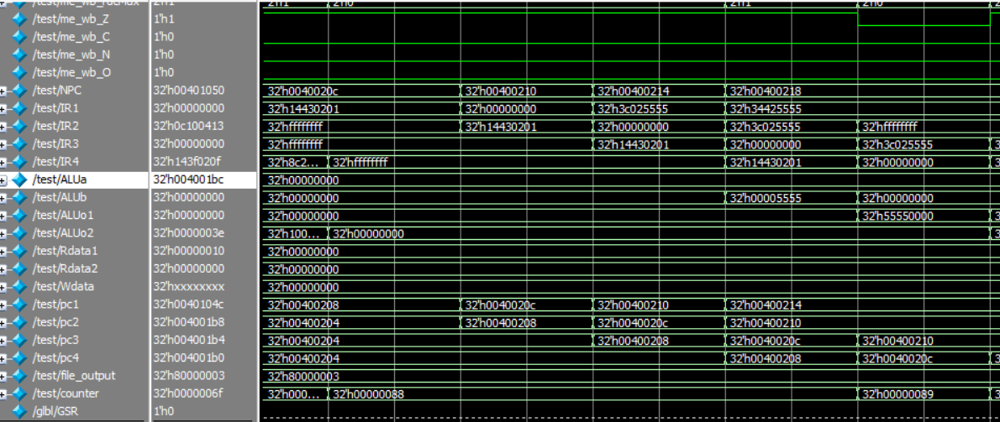 /test/me_wb_rdcMax 2'h1 2'h1 2'h0 2'h1 2'h0
/test/me_wb_Z 1'h1
/test/me_wb_C 1'h0
/test/me_wb_N 1'h0
/test/me_wb_O 1'h0
/test/NPC 32'h00401050 32'h0040020c 32'h00400210 32'h00400214 32'h00400218
/test/IR1 32'h00000000 32'h14430201 32'h00000000 32'h3c025555 32'h34425555
/test/IR2 32'h0c100413 32'hffffffff 32'h14430201 32'h00000000 32'h3c025555 32'hffffffff
/test/IR3 32'h00000000 32'hffffffff 32'h14430201 32'h00000000 32'h3c025555 3
/test/IR4 32'h143f020f 32'h8c2... 32'hffffffff 32'h14430201 32'h00000000 3
/test/ALUa 32'h004001bc 32'h00000000
/test/ALUb 32'h00000000 32'h00000000 32'h00005555 32'h00000000
/test/ALUo1 32'h00000000 32'h00000000 32'h55550000 3
/test/ALUo2 32'h0000003e 32'h100... 32'h00000000 3
/test/Rdata1 32'h00000010 32'h00000000
/test/Rdata2 32'h00000000 32'h00000000
/test/Wdata 32'hxxxxxxxx 32'h00000000
/test/pc1 32'h0040104c 32'h00400208 32'h0040020c 32'h00400210 32'h00400214
/test/pc2 32'h004001b8 32'h00400204 32'h00400208 32'h0040020c 32'h00400210
/test/pc3 32'h004001b4 32'h00400204 32'h00400208 32'h0040020c 32'h00400210
/test/pc4 32'h004001b0 32'h00400204 32'h00400208 32'h0040020c 3
/test/file_output 32'h80000003 32'h80000003
/test/counter 32'h0000006f 32'h000... 32'h00000088 32'h00000089 3
/glbl/GSR 1'h0